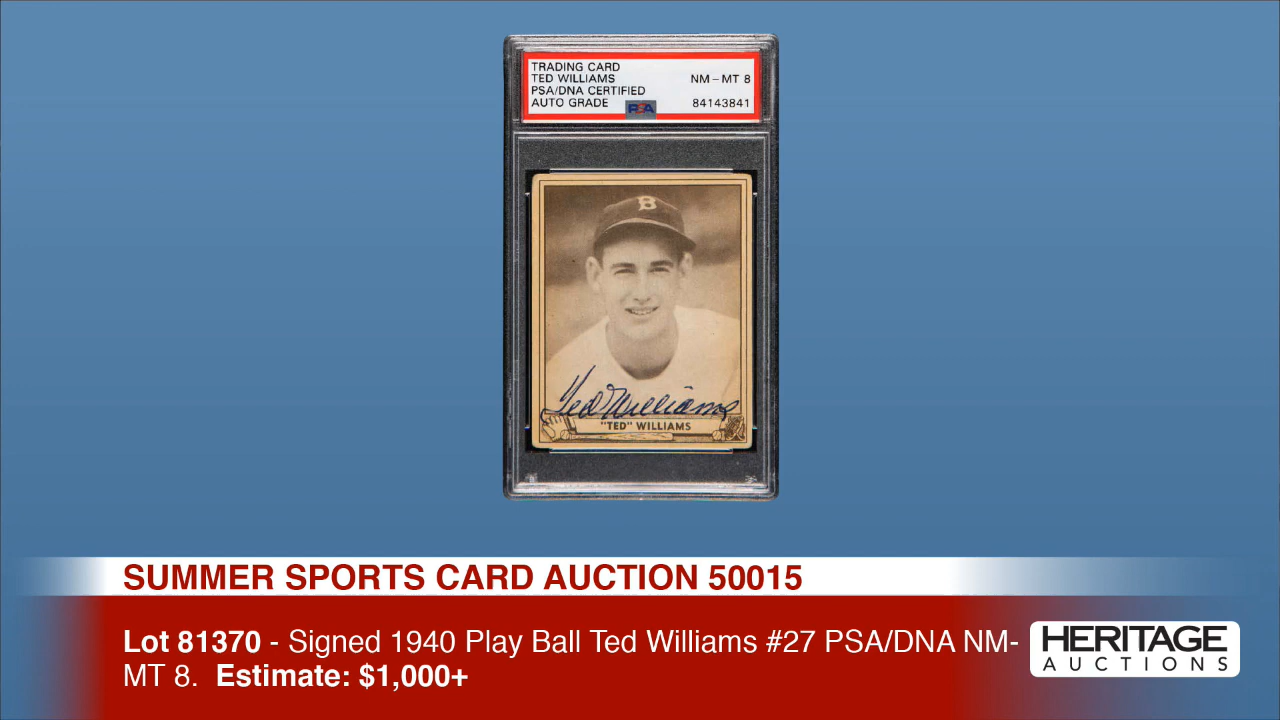 TRADING CARD
TED WILLIAMS NM - MT 8
PSA/DNA CERTIFIED
AUTO GRADE PSA 84143841
B
Ted Williams
"TED" WILLIAMS
SUMMER SPORTS CARD AUCTION 50015
Lot 81370 - Signed 1940 Play Ball Ted Williams #27 PSA/DNA NM-
MT 8. Estimate: $1,000+
HERITAGE
AUCTIONS